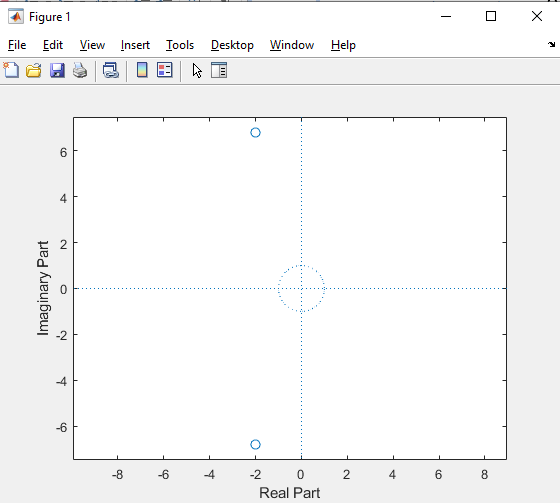 Figure 1
File Edit View Insert Tools Desktop Window Help
6
4
2
0
-2
-4
-6
Imaginary Part
-8 -6 -4 -2 0 2 4 6 8
Real Part